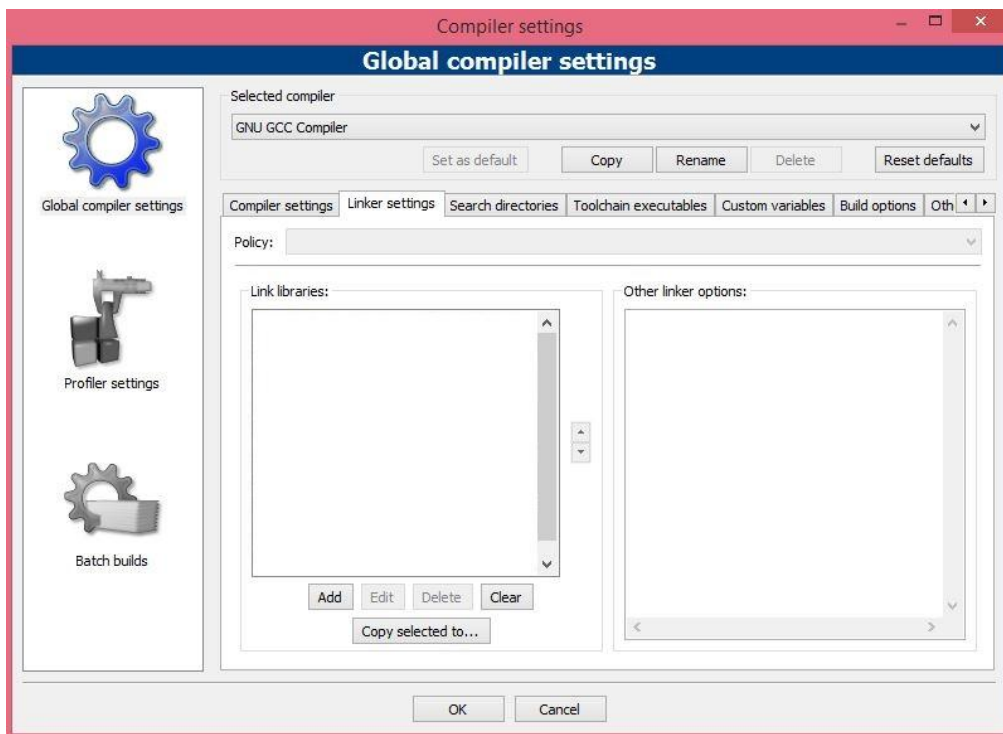 Compiler settings
Global compiler settings
Global compiler settings
Profiler settings
Batch builds
Selected compiler
GNU GCC Compiler
Set as default Copy Rename Delete Reset defaults
Compiler settings Linker settings Search directories Toolchain executables Custom variables Build options Oth
Policy:
Link libraries:
Add Edit Delete Clear
Copy selected to...
Other linker options:
OK Cancel